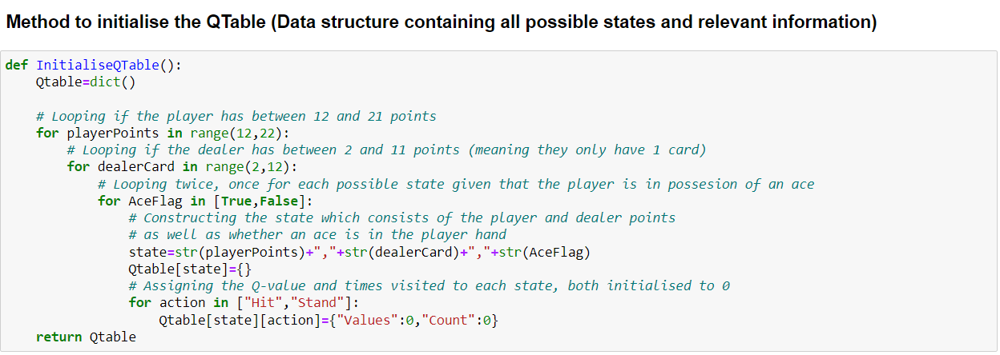 Method to initialise the QTable (Data structure containing all possible states and relevant information)
def InitialiseQTable():
    Qtable=dict()

    # Looping if the player has between 12 and 21 points
    for playerPoints in range(12,22):
        # Looping if the dealer has between 2 and 11 points (meaning they only have 1 card)
        for dealerCard in range(2,12):
            # Looping twice, once for each possible state given that the player is in possesion of an ace
            for AceFlag in [True,False]:
                # Constructing the state which consists of the player and dealer points
                # as well as whether an ace is in the player hand
                state=str(playerPoints)+","+str(dealerCard)+","+str(AceFlag)
                Qtable[state]={}
                # Assigning the Q-value and times visited to each state, both initialised to 0
                for action in ["Hit","Stand"]:
                    Qtable[state][action]={"Values":0,"Count":0}
    return Qtable